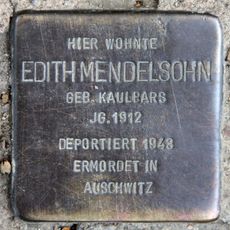 HIER WOHNTE
EDITH MENDELSOHN
GEB. KAULBARS
JG. 1912
DEPORTIERT 1943
ERMORDET IN
AUSCHWITZ